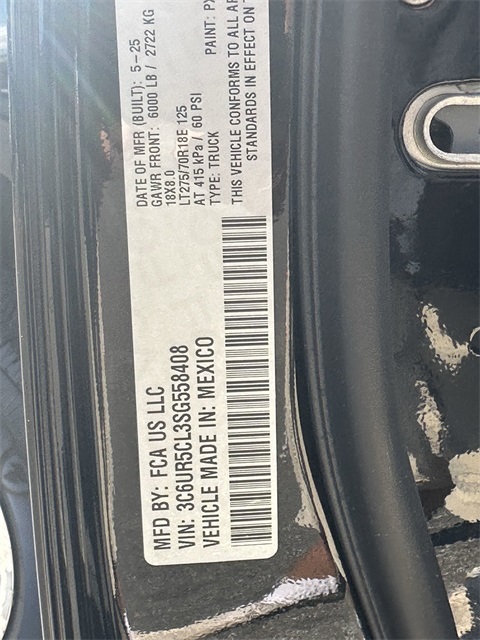 MFD BY: FCA US LLC
DATE OF MFR (BUILT): 5-25
GAWR FRONT: 6000 LB / 2722 KG
18X8.0
LT275/70R18E 125
AT 415 kPa / 60 PSI
TYPE: TRUCK
PAINT:
VIN: 3C6UR5CL3SG558408
VEHICLE MADE IN: MEXICO
THIS VEHICLE CONFORMS TO ALL
STANDARDS IN EFFECT ON